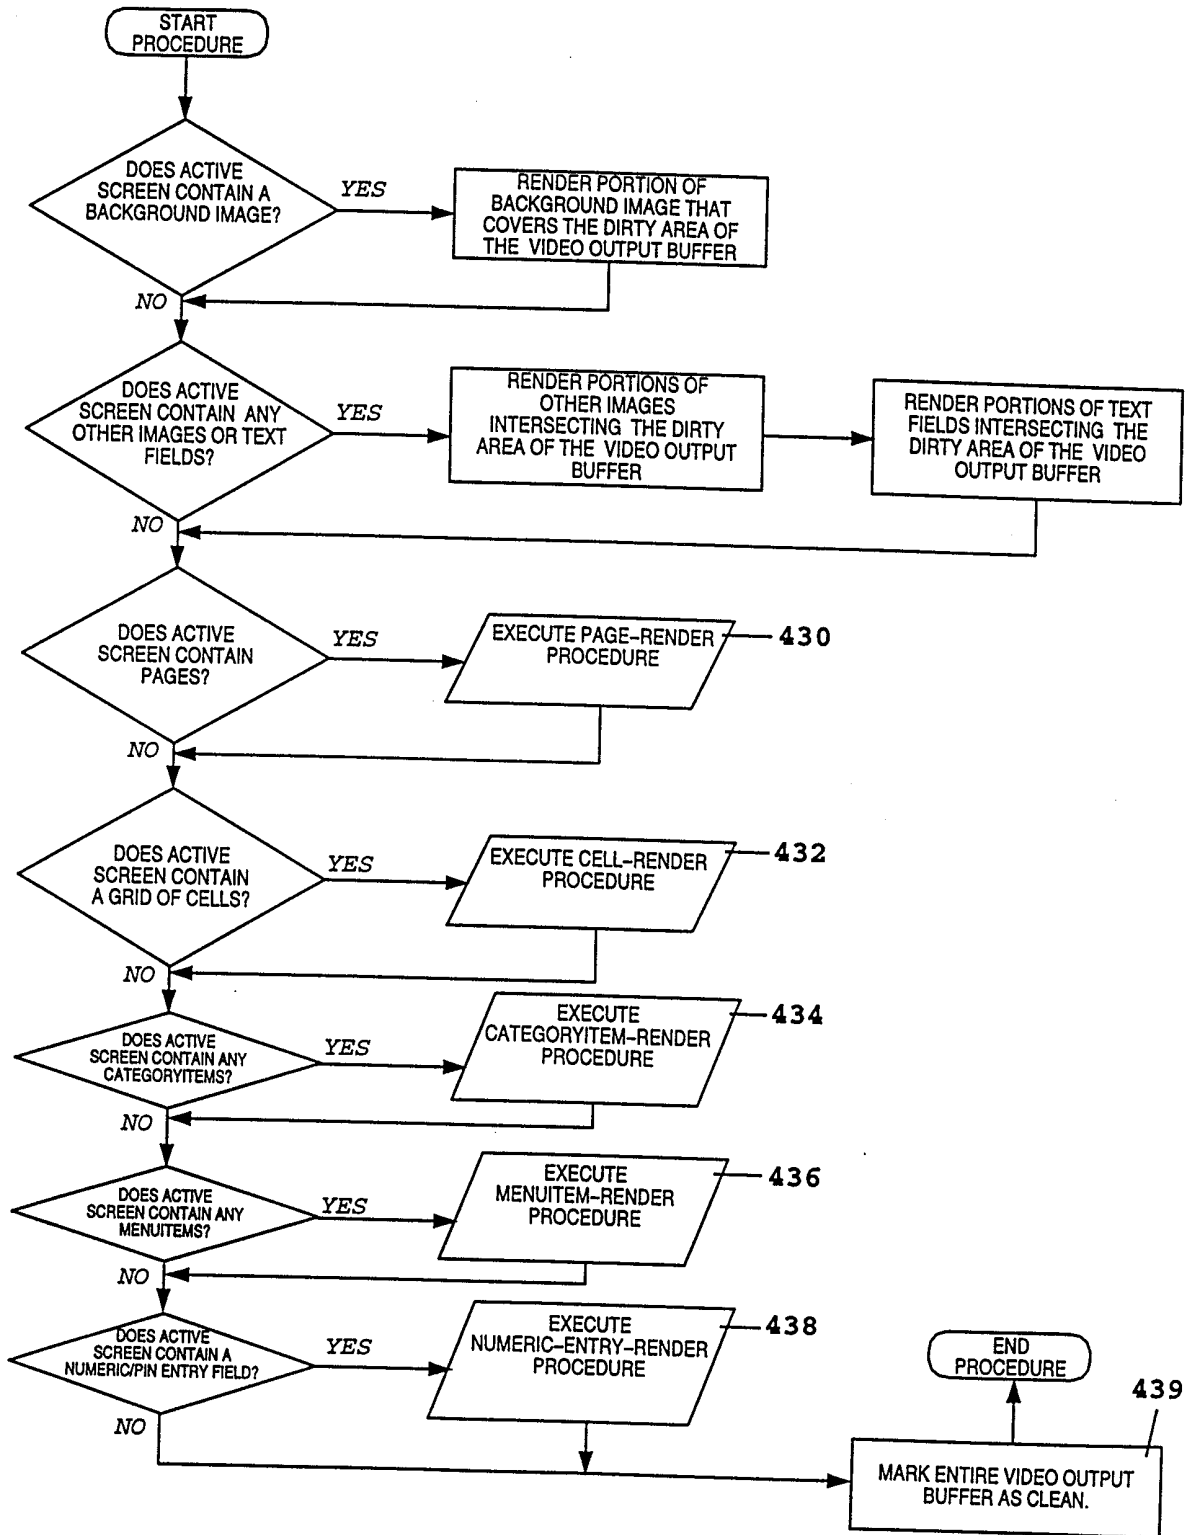 START
PROCEDURE
DOES ACTIVE
SCREEN CONTAIN A
BACKGROUND IMAGE?
YES
RENDER PORTION OF
BACKGROUND IMAGE THAT
COVERS THE DIRTY AREA OF
THE VIDEO OUTPUT BUFFER
NO
DOES ACTIVE
SCREEN CONTAIN ANY
OTHER IMAGES OR TEXT
FIELDS?
YES
RENDER PORTIONS OF
OTHER IMAGES
INTERSECTING THE DIRTY
AREA OF THE VIDEO OUTPUT
BUFFER
RENDER PORTIONS OF TEXT
FIELDS INTERSECTING THE
DIRTY AREA OF THE VIDEO
OUTPUT BUFFER
NO
DOES ACTIVE
SCREEN CONTAIN
PAGES?
YES
EXECUTE PAGE-RENDER
PROCEDURE
430
NO
DOES ACTIVE
SCREEN CONTAIN
A GRID OF CELLS?
YES
EXECUTE CELL-RENDER
PROCEDURE
432
NO
DOES ACTIVE
SCREEN CONTAIN ANY
CATEGORYITEMS?
YES
EXECUTE
CATEGORYITEM-RENDER
PROCEDURE
434
NO
DOES ACTIVE
SCREEN CONTAIN ANY
MENUITEMS?
YES
EXECUTE
MENUITEM-RENDER
PROCEDURE
436
NO
DOES ACTIVE
SCREEN CONTAIN A
NUMERIC/PIN ENTRY FIELD?
YES
EXECUTE
NUMERIC-ENTRY-RENDER
PROCEDURE
438
NO
END
PROCEDURE
439
MARK ENTIRE VIDEO OUTPUT
BUFFER AS CLEAN.